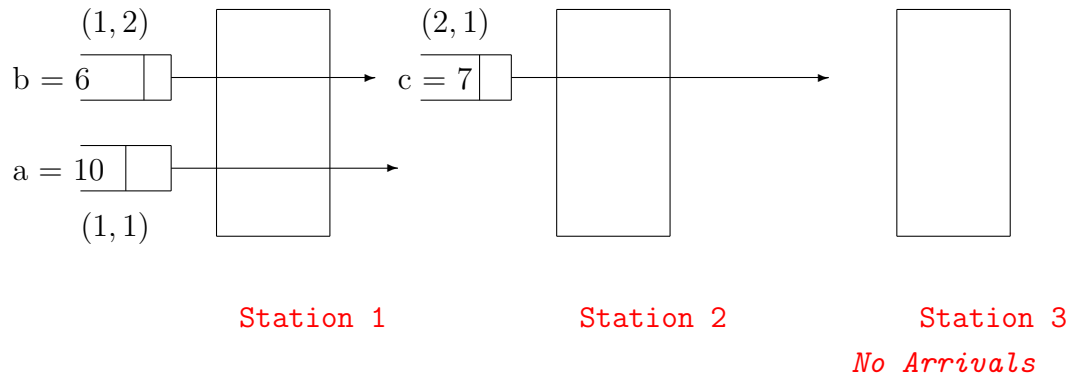 (1, 2)
(2, 1)
b = 6
c = 7
a = 10
(1, 1)
Station 1
Station 2
Station 3
No Arrivals